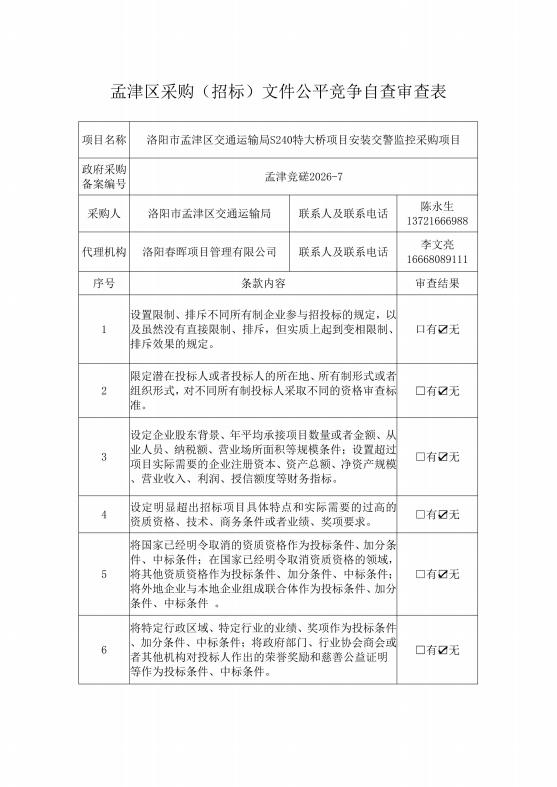 孟津区采购（招标）文件公平竞争自查审查表
项目名称 洛阳市孟津区交通运输局S240特大桥项目安装交警监控采购项目
政府采购
备案编号
孟津竞磋2026-7
采购人 洛阳市孟津区交通运输局 联系人及联系电话
陈永生
13721666988
代理机构 洛阳春晖项目管理有限公司 联系人及联系电话
李文亮
16668089111
序号 条款内容 审查结果
1
设置限制、排斥不同所有制企业参与招投标的规定，以
及虽然没有直接限制、排斥，但实质上起到变相限制、
排斥效果的规定。
口有☑无
2
限定潜在投标人或者投标人的所在地、所有制形式或者
组织形式，对不同所有制投标人采取不同的资格审查标
准。
□有☑无
3
设定企业股东背景、年平均承接项目数量或者金额、从
业人员、纳税额、营业场所面积等规模条件；设置超过
项目实际需要的企业注册资本、资产总额、净资产规模
、营业收入、利润、授信额度等财务指标。
□有☑无
4
设定明显超出招标项目具体特点和实际需要的过高的
资质资格、技术、商务条件或者业绩、奖项要求。
□有☑无
5
将国家已经明令取消的资质资格作为投标条件、加分条
件、中标条件；在国家已经明令取消资质资格的领域，
将其他资质资格作为投标条件、加分条件、中标条件；
将外地企业与本地企业组成联合体作为投标条件、加分
条件、中标条件 。
□有☑无
6
将特定行政区域、特定行业的业绩、奖项作为投标条件
、加分条件、中标条件；将政府部门、行业协会商会或
者其他机构对投标人作出的荣誉奖励和慈善公益证明
等作为投标条件、中标条件。
□有☑无